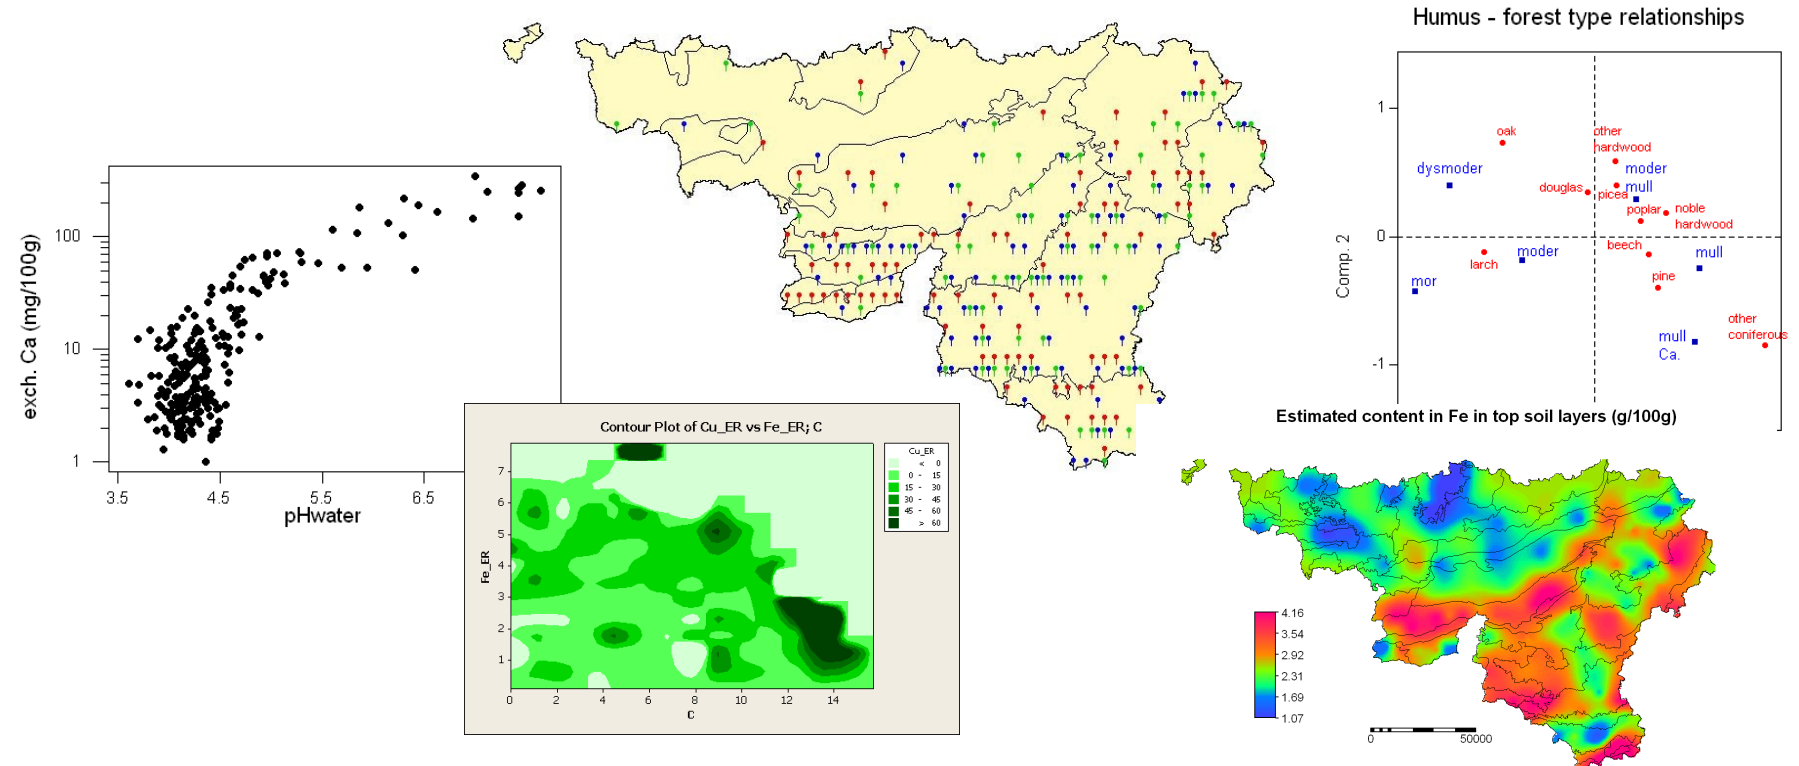 Humus - forest type relationships
1
0
-1
Comp. 2
oak
other
hardwood
dysmoder
moder
mull
douglas
picea
poplar
noble
hardwood
beech
larch
moder
mull
mor
pine
mull
Ca.
other
coniferous
exch. Ca (mg/100g)
100
10
1
3.5
4.5
5.5
6.5
pHwater
Contour Plot of Cu_ER vs Fe_ER; C
Fe_ER
7
6
5
4
3
2
1
0
2
4
6
8
10
12
14
C
Cu_ER
< 0
0 - 15
15 - 30
30 - 45
45 - 60
> 60
Estimated content in Fe in top soil layers (g/100g)
4.16
3.54
2.92
2.31
1.69
1.07
0
50000